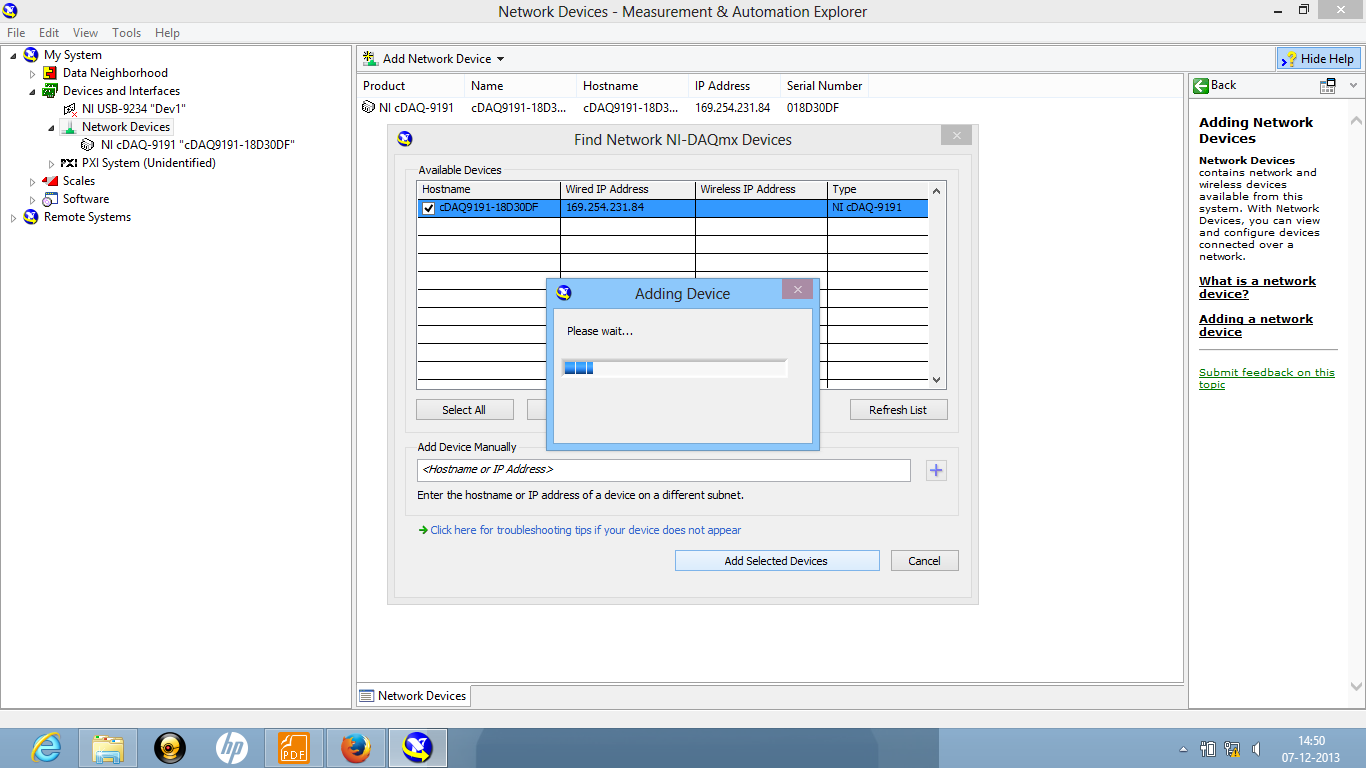 Network Devices - Measurement & Automation Explorer
File Edit View Tools Help
My System
Data Neighborhood
Devices and Interfaces
NI USB-9234 "Dev1"
Network Devices
NI cDAQ-9191 "cDAQ9191-18D30DF"
PXI PXI System (Unidentified)
Scales
Software
Remote Systems
Add Network Device
Hide Help
Product Name Hostname IP Address Serial Number
NI cDAQ-9191 cDAQ9191-18D3... cDAQ9191-18D3... 169.254.231.84 018D30DF
Find Network NI-DAQmx Devices
Available Devices
Hostname Wired IP Address Wireless IP Address Type
cDAQ9191-18D30DF 169.254.231.84 NI cDAQ-9191
Adding Device
Please wait...
Select All
Refresh List
Add Device Manually
<Hostname or IP Address>
Enter the hostname or IP address of a device on a different subnet.
Click here for troubleshooting tips if your device does not appear
Add Selected Devices Cancel
Network Devices
Back
Adding Network
Devices
Network Devices
contains network and
wireless devices
available from this
system. With Network
Devices, you can view
and configure devices
connected over a
network.
What is a network
device?
Adding a network
device
Submit feedback on this
topic
hp
PDF
14:50
07-12-2013